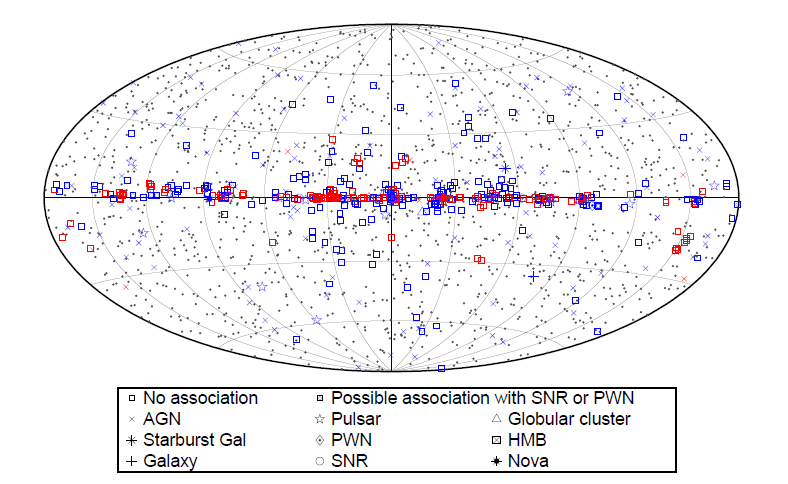 No association Possible association with SNR or PWN
AGN Pulsar Globular cluster
Starburst Gal PWN HMB
Galaxy SNR Nova